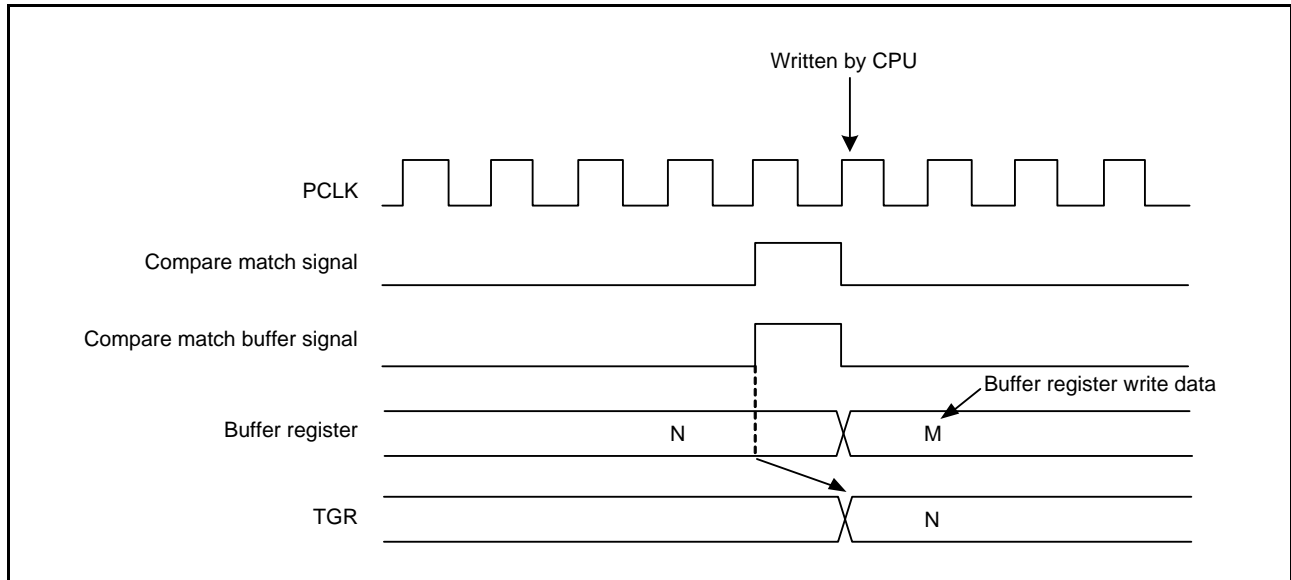 Written by CPU
PCLK
Compare match signal
Compare match buffer signal
Buffer register write data
Buffer register
N
M
TGR
N